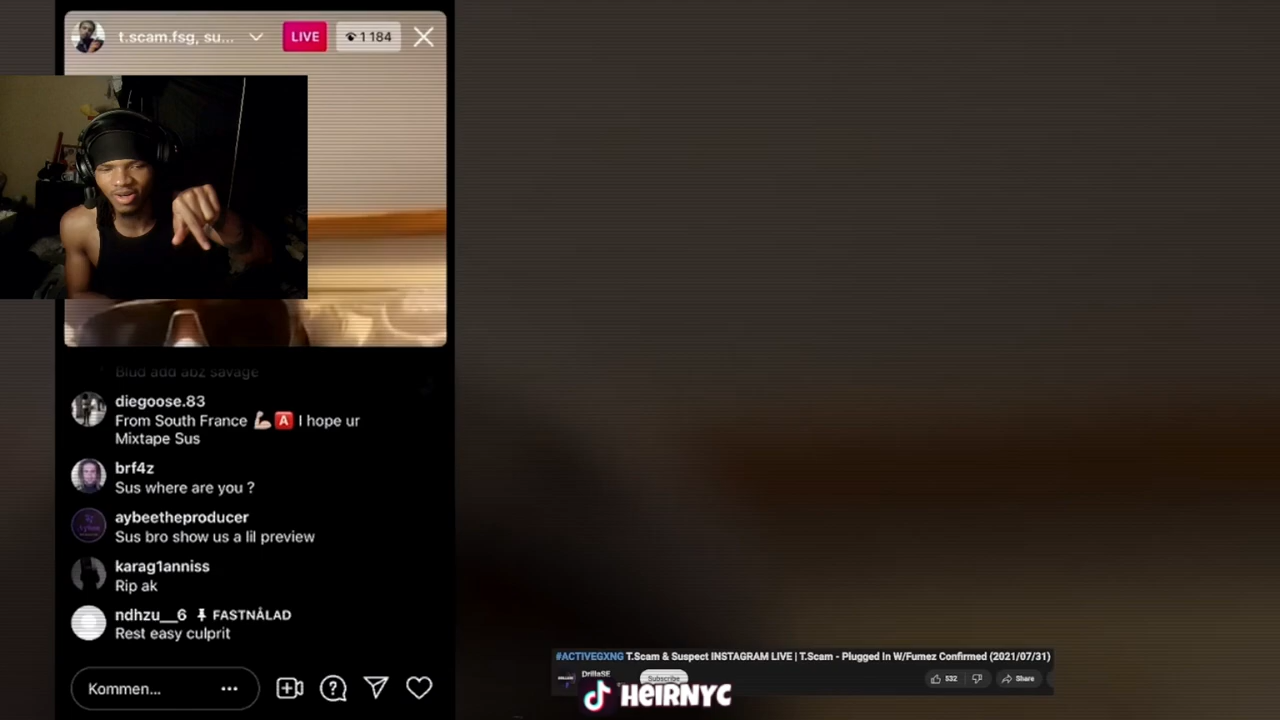 t.scam.fsg, su...
LIVE
1 184
Blud add abz savage
diegoose.83
From South France 💪🏼🅰️ I hope ur
Mixtape Sus
brf4z
Sus where are you ?
aybeetheproducer
Sus bro show us a lil preview
karag1anniss
Rip ak
ndhzu__6 📌 FASTNÅLAD
Rest easy culprit
Kommen...
#ACTIVEGXNG T.Scam & Suspect INSTAGRAM LIVE | T.Scam - Plugged In W/Fumez Confirmed (2021/07/31)
DrillaSE
Subscribe
532
Share
HEIRNYC